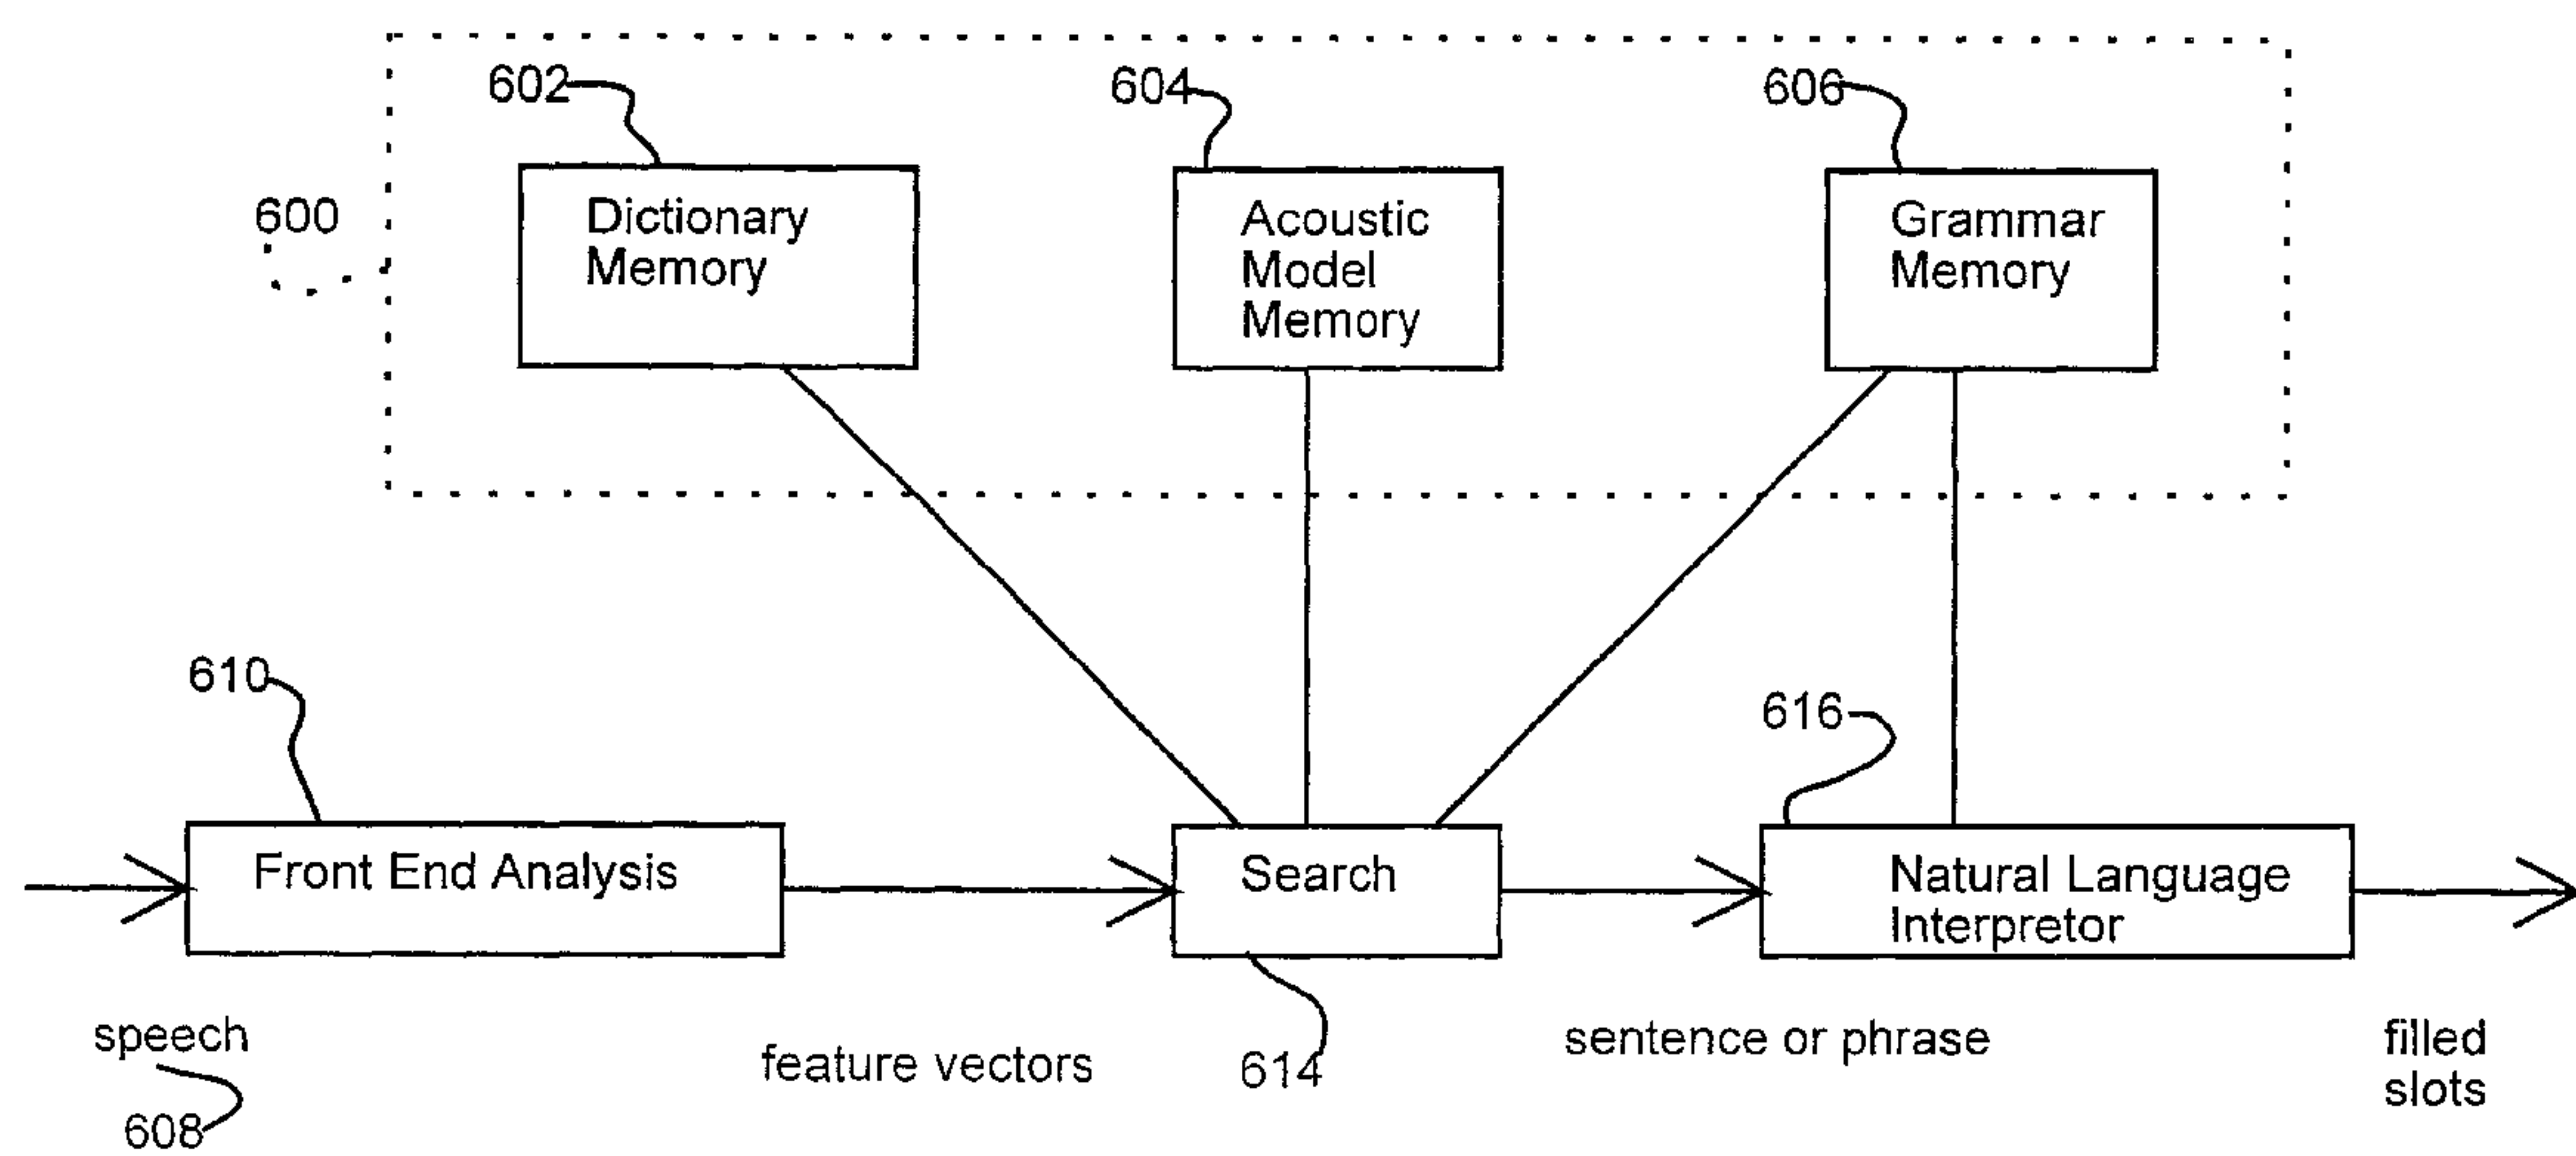 602
604
606
600
Dictionary
Memory
Acoustic
Model
Memory
Grammar
Memory
610
616
Front End Analysis
Search
Natural Language
Interpretor
speech
feature vectors
614
sentence or phrase
filled
slots
608